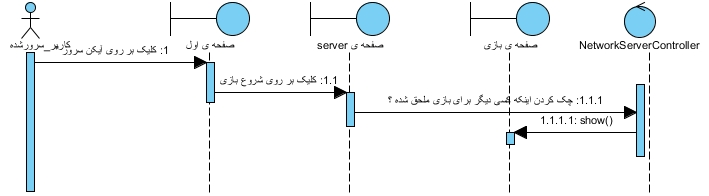 کاربر_سرورشده
صفحه ی اول
صفحه ی server
صفحه ی بازی
NetworkServerController
1: کلیک بر روی آیکن سرور
1.1: کلیک بر روی شروع بازی
1.1.1: چک کردن اینکه کسی دیگر برای بازی ملحق شده ؟
1.1.1.1: show()